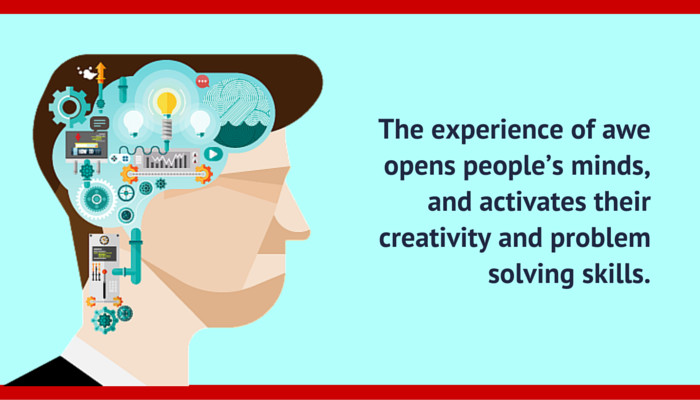 The experience of awe
opens people’s minds,
and activates their
creativity and problem
solving skills.